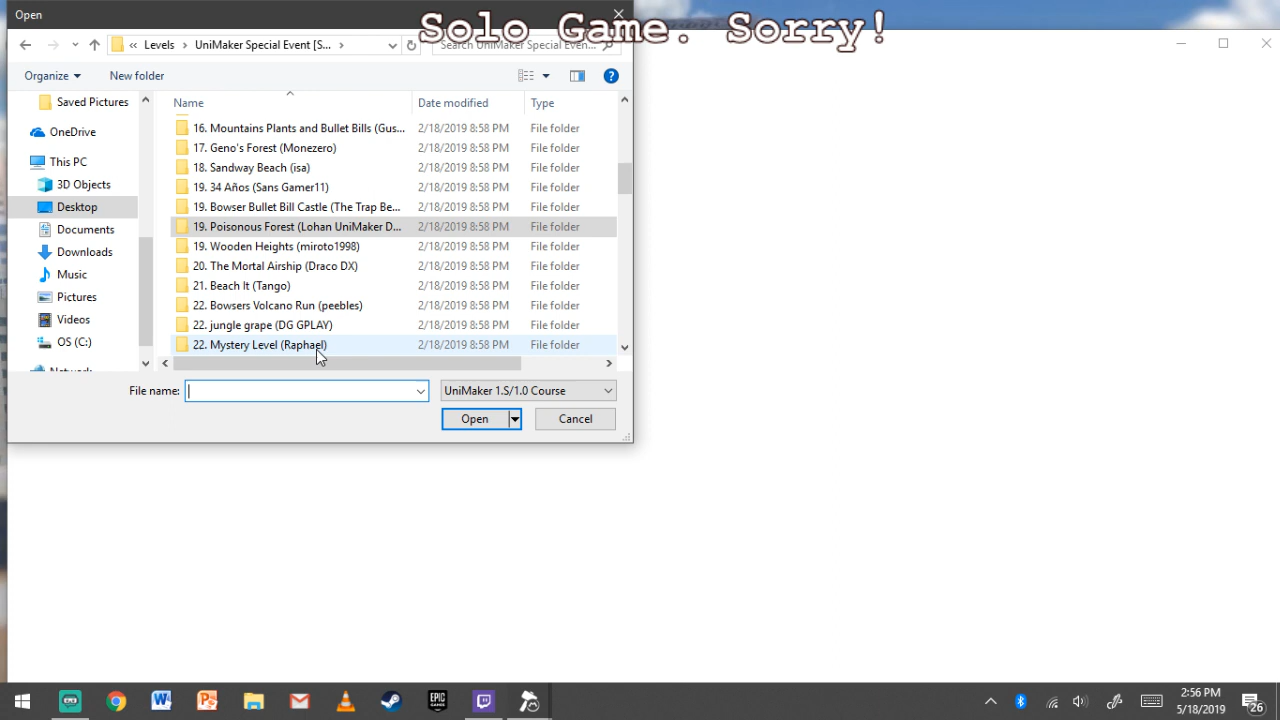 Open
Solo Game. Sorry!
Levels
UniMaker Special Event [S...
Search UniMaker Special Even...
Organize
New folder
Name
Date modified
Type
Saved Pictures
OneDrive
This PC
3D Objects
Desktop
Documents
Downloads
Music
Pictures
Videos
OS (C:)
Network
16. Mountains Plants and Bullet Bills (Gus... 2/18/2019 8:58 PM File folder
17. Geno's Forest (Monezero) 2/18/2019 8:58 PM File folder
18. Sandway Beach (isa) 2/18/2019 8:58 PM File folder
19. 34 Años (Sans Gamer11) 2/18/2019 8:58 PM File folder
19. Bowser Bullet Bill Castle (The Trap Be... 2/18/2019 8:58 PM File folder
19. Poisonous Forest (Lohan UniMaker D... 2/18/2019 8:58 PM File folder
19. Wooden Heights (miroto1998) 2/18/2019 8:58 PM File folder
20. The Mortal Airship (Draco DX) 2/18/2019 8:58 PM File folder
21. Beach It (Tango) 2/18/2019 8:58 PM File folder
22. Bowsers Volcano Run (peebles) 2/18/2019 8:58 PM File folder
22. jungle grape (DG GPLAY) 2/18/2019 8:58 PM File folder
22. Mystery Level (Raphael) 2/18/2019 8:58 PM File folder
File name:
UniMaker 1.S/1.0 Course
Open
Cancel
EPIC GAMES
2:56 PM
5/18/2019
26